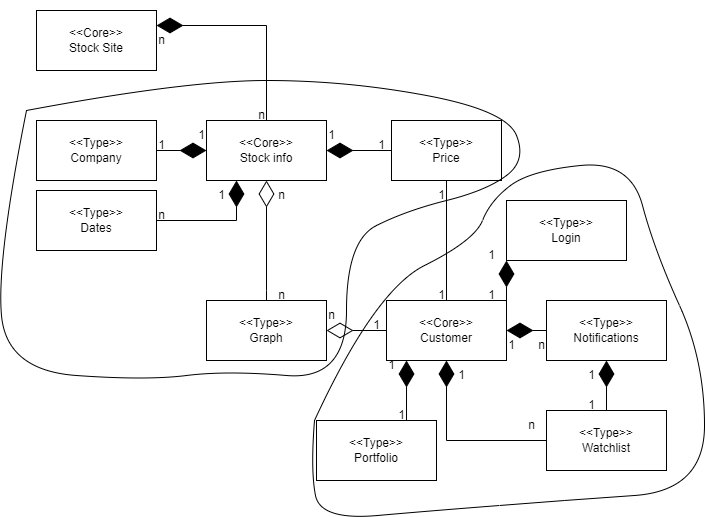 <<Core>>
Stock Site
n
n
<<Type>>
Company
1
1
<<Core>>
Stock info
1
1
<<Type>>
Price
<<Type>>
Dates
n
1
n
1
<<Type>>
Login
1
n
<<Type>>
Graph
n
1
1
1
<<Core>>
Customer
1
n
<<Type>>
Notifications
1
1
1
1
1
n
<<Type>>
Portfolio
<<Type>>
Watchlist